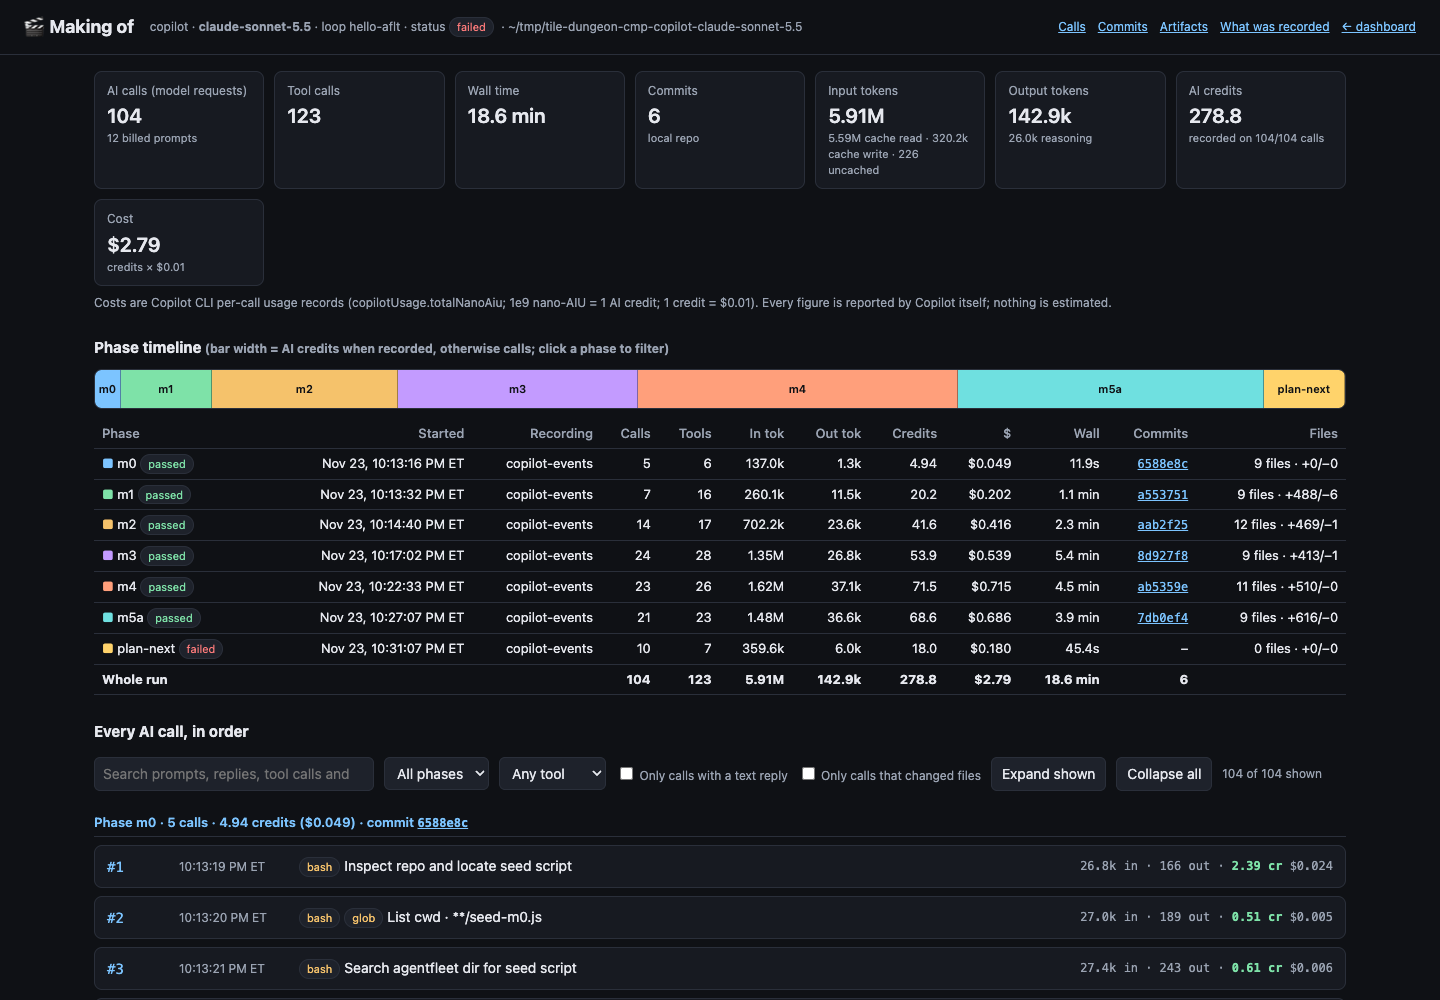 🎬 Making of copilot · claude-sonnet-5.5 · loop hello-aflt · status failed · ~/tmp/tile-dungeon-cmp-copilot-claude-sonnet-5.5 Calls Commits Artifacts What was recorded ← dashboard
AI calls (model requests)
104
12 billed prompts
Tool calls
123
Wall time
18.6 min
Commits
6
local repo
Input tokens
5.91M
5.59M cache read · 320.2k
cache write · 226
uncached
Output tokens
142.9k
26.0k reasoning
AI credits
278.8
recorded on 104/104 calls
Cost
$2.79
credits × $0.01
Costs are Copilot CLI per-call usage records (copilotUsage.totalNanoAiu; 1e9 nano-AIU = 1 AI credit; 1 credit = $0.01). Every figure is reported by Copilot itself; nothing is estimated.
Phase timeline (bar width = AI credits when recorded, otherwise calls; click a phase to filter)
m0 m1 m2 m3 m4 m5a plan-next
Phase Started Recording Calls Tools In tok Out tok Credits $ Wall Commits Files
m0 passed Nov 23, 10:13:16 PM ET copilot-events 5 6 137.0k 1.3k 4.94 $0.049 11.9s 6588e8c 9 files · +0/−0
m1 passed Nov 23, 10:13:32 PM ET copilot-events 7 16 260.1k 11.5k 20.2 $0.202 1.1 min a553751 9 files · +488/−6
m2 passed Nov 23, 10:14:40 PM ET copilot-events 14 17 702.2k 23.6k 41.6 $0.416 2.3 min aab2f25 12 files · +469/−1
m3 passed Nov 23, 10:17:02 PM ET copilot-events 24 28 1.35M 26.8k 53.9 $0.539 5.4 min 8d927f8 9 files · +413/−1
m4 passed Nov 23, 10:22:33 PM ET copilot-events 23 26 1.62M 37.1k 71.5 $0.715 4.5 min ab5359e 11 files · +510/−0
m5a passed Nov 23, 10:27:07 PM ET copilot-events 21 23 1.48M 36.6k 68.6 $0.686 3.9 min 7db0ef4 9 files · +616/−0
plan-next failed Nov 23, 10:31:07 PM ET copilot-events 10 7 359.6k 6.0k 18.0 $0.180 45.4s – 0 files · +0/−0
Whole run 104 123 5.91M 142.9k 278.8 $2.79 18.6 min 6
Every AI call, in order
Search prompts, replies, tool calls and All phases Any tool Only calls with a text reply Only calls that changed files Expand shown Collapse all 104 of 104 shown
Phase m0 · 5 calls · 4.94 credits ($0.049) · commit 6588e8c
#1 10:13:19 PM ET bash Inspect repo and locate seed script 26.8k in · 166 out · 2.39 cr $0.024
#2 10:13:20 PM ET bash glob List cwd · **/seed-m0.js 27.0k in · 189 out · 0.51 cr $0.005
#3 10:13:21 PM ET bash Search agentfleet dir for seed script 27.4k in · 243 out · 0.61 cr $0.006